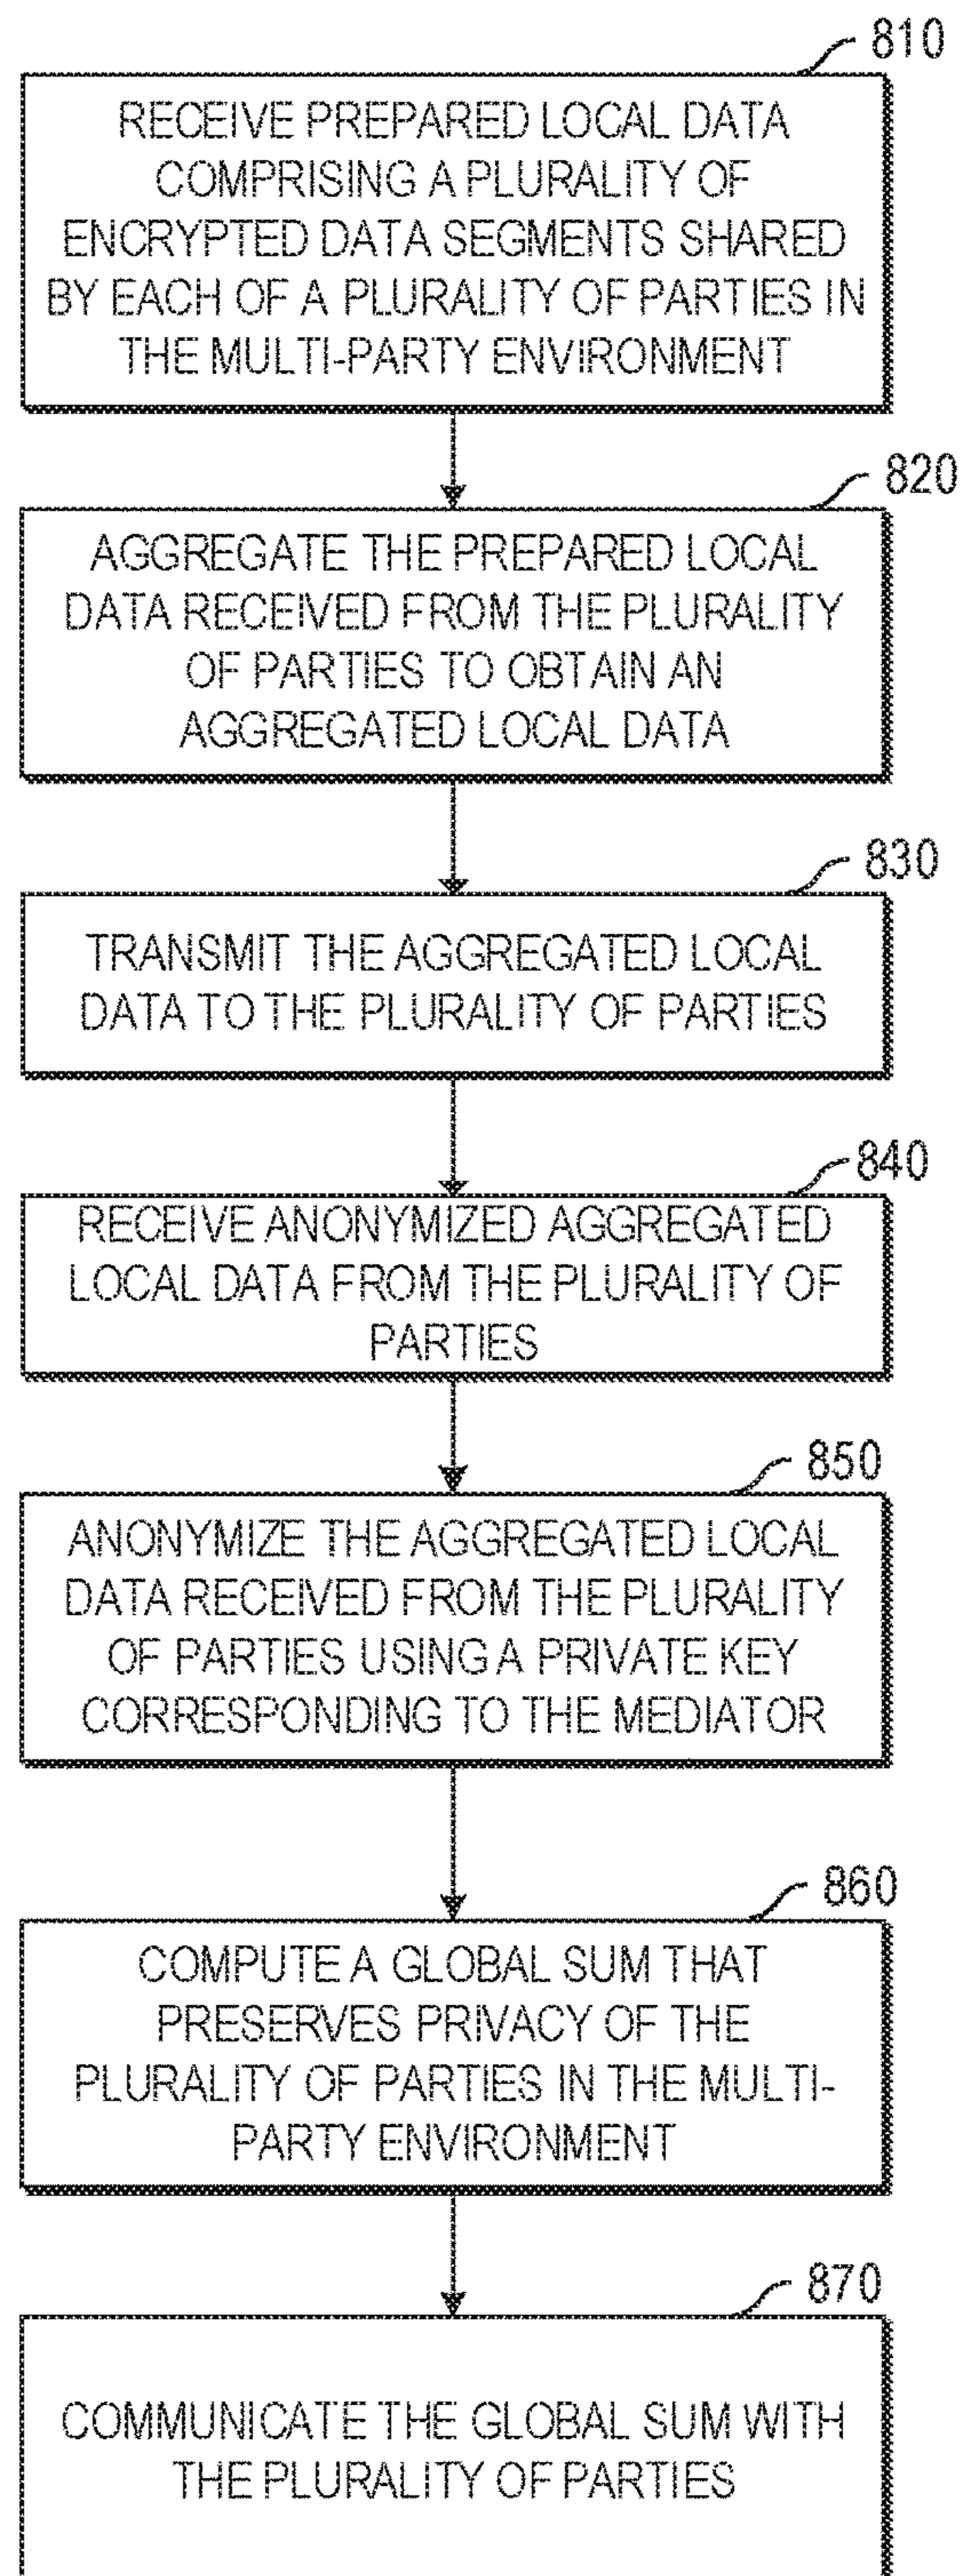 810
RECEIVE PREPARED LOCAL DATA
COMPRISING A PLURALITY OF
ENCRYPTED DATA SEGMENTS SHARED
BY EACH OF A PLURALITY OF PARTIES IN
THE MULTI-PARTY ENVIRONMENT
820
AGGREGATE THE PREPARED LOCAL
DATA RECEIVED FROM THE PLURALITY
OF PARTIES TO OBTAIN AN
AGGREGATED LOCAL DATA
830
TRANSMIT THE AGGREGATED LOCAL
DATA TO THE PLURALITY OF PARTIES
840
RECEIVE ANONYMIZED AGGREGATED
LOCAL DATA FROM THE PLURALITY OF
PARTIES
850
ANONYMIZE THE AGGREGATED LOCAL
DATA RECEIVED FROM THE PLURALITY
OF PARTIES USING A PRIVATE KEY
CORRESPONDING TO THE MEDIATOR
860
COMPUTE A GLOBAL SUM THAT
PRESERVES PRIVACY OF THE
PLURALITY OF PARTIES IN THE MULTI-
PARTY ENVIRONMENT
870
COMMUNICATE THE GLOBAL SUM WITH
THE PLURALITY OF PARTIES